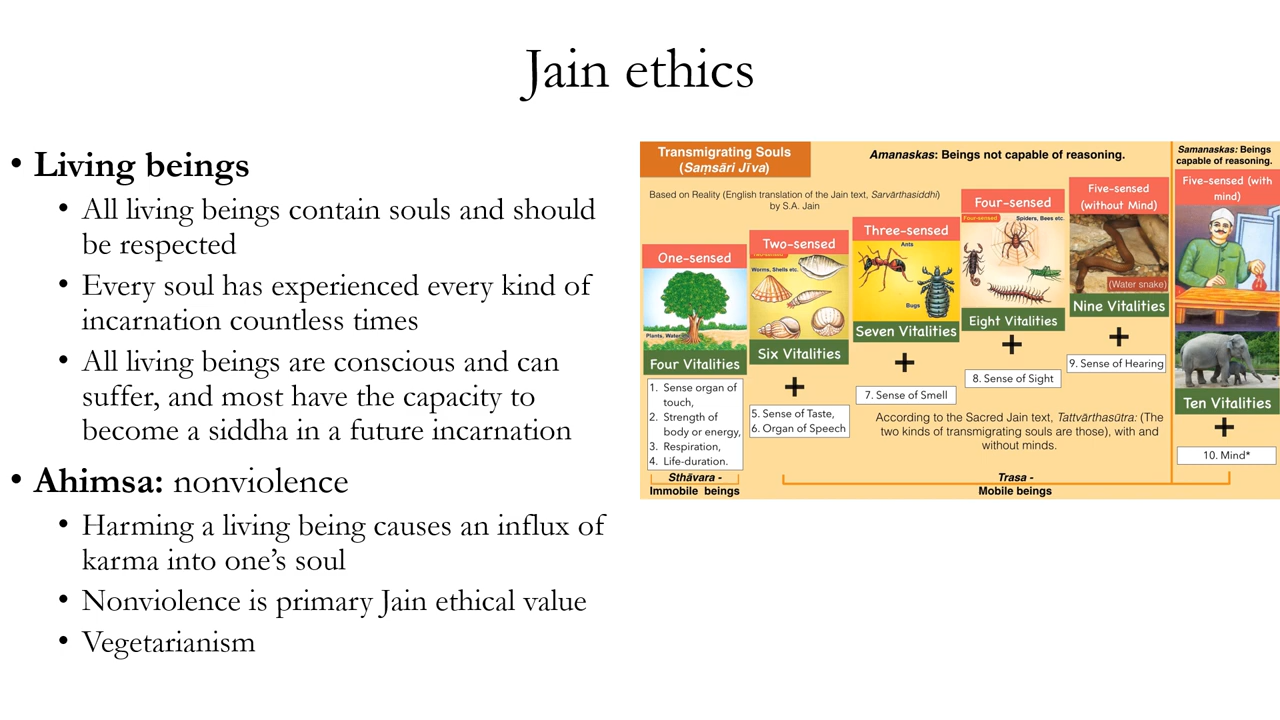 Jain ethics
• Living beings
• All living beings contain souls and should
be respected
• Every soul has experienced every kind of
incarnation countless times
• All living beings are conscious and can
suffer, and most have the capacity to
become a siddha in a future incarnation
• Ahimsa: nonviolence
• Harming a living being causes an influx of
karma into one’s soul
• Nonviolence is primary Jain ethical value
• Vegetarianism
Transmigrating Souls
(Saṃsāri Jīva)
Amanaskas: Beings not capable of reasoning.
Samanaskas: Beings
capable of reasoning.
Based on Reality (English translation of the Jain text, Sarvārthasiddhi)
by S.A. Jain
One-sensed
Plants, Water
Four Vitalities
1. Sense organ of
touch,
2. Strength of
body or energy,
3. Respiration,
4. Life-duration.
Sthāvara -
Immobile beings
Two-sensed
Worms, Shells etc.
Six Vitalities
+
5. Sense of Taste,
6. Organ of Speech
Three-sensed
Ants
Bugs
Seven Vitalities
+
7. Sense of Smell
Four-sensed
Four-sensed
Spiders, Bees etc.
Eight Vitalities
+
8. Sense of Sight
Five-sensed
(without Mind)
(Water snake)
Nine Vitalities
+
9. Sense of Hearing
Five-sensed (with
mind)
Ten Vitalities
+
10. Mind*
According to the Sacred Jain text, Tattvārthasūtra: (The
two kinds of transmigrating souls are those), with and
without minds.
Trasa -
Mobile beings